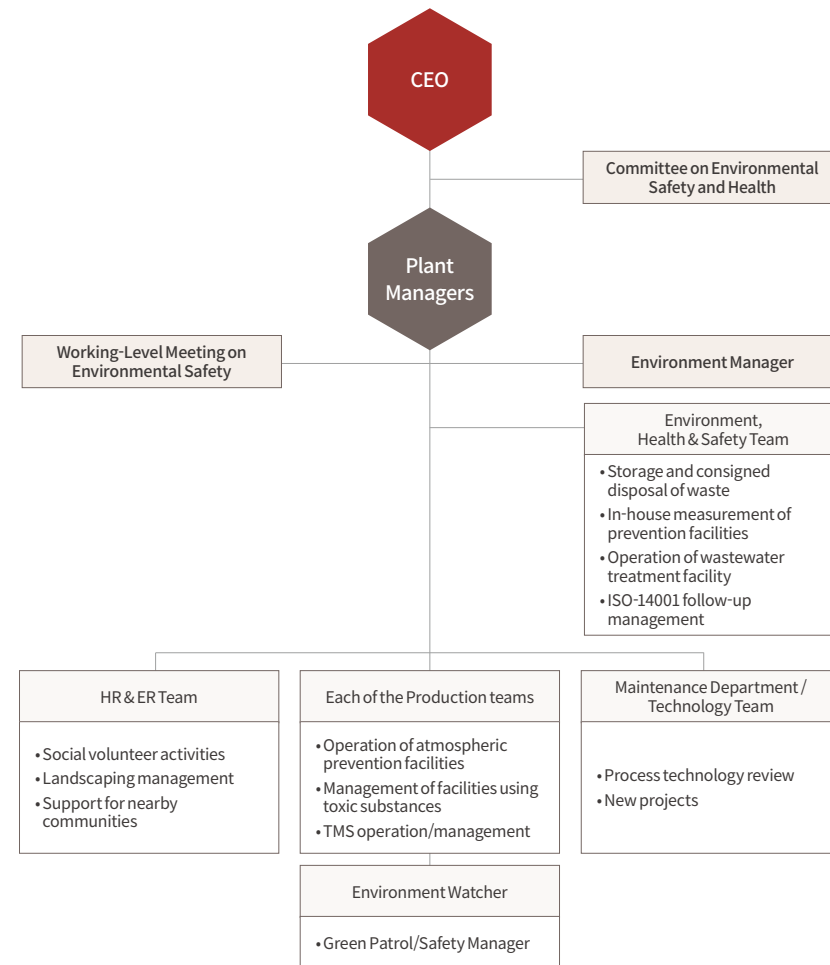 CEO
Committee on Environmental
Safety and Health
Plant
Managers
Working-Level Meeting on
Environmental Safety
Environment Manager
Environment,
Health & Safety Team
• Storage and consigned
disposal of waste
• In-house measurement of
prevention facilities
• Operation of wastewater
treatment facility
• ISO-14001 follow-up
management
HR & ER Team
• Social volunteer activities
• Landscaping management
• Support for nearby
communities
Each of the Production teams
• Operation of atmospheric
prevention facilities
• Management of facilities using
toxic substances
• TMS operation/management
Maintenance Department /
Technology Team
• Process technology review
• New projects
Environment Watcher
• Green Patrol/Safety Manager